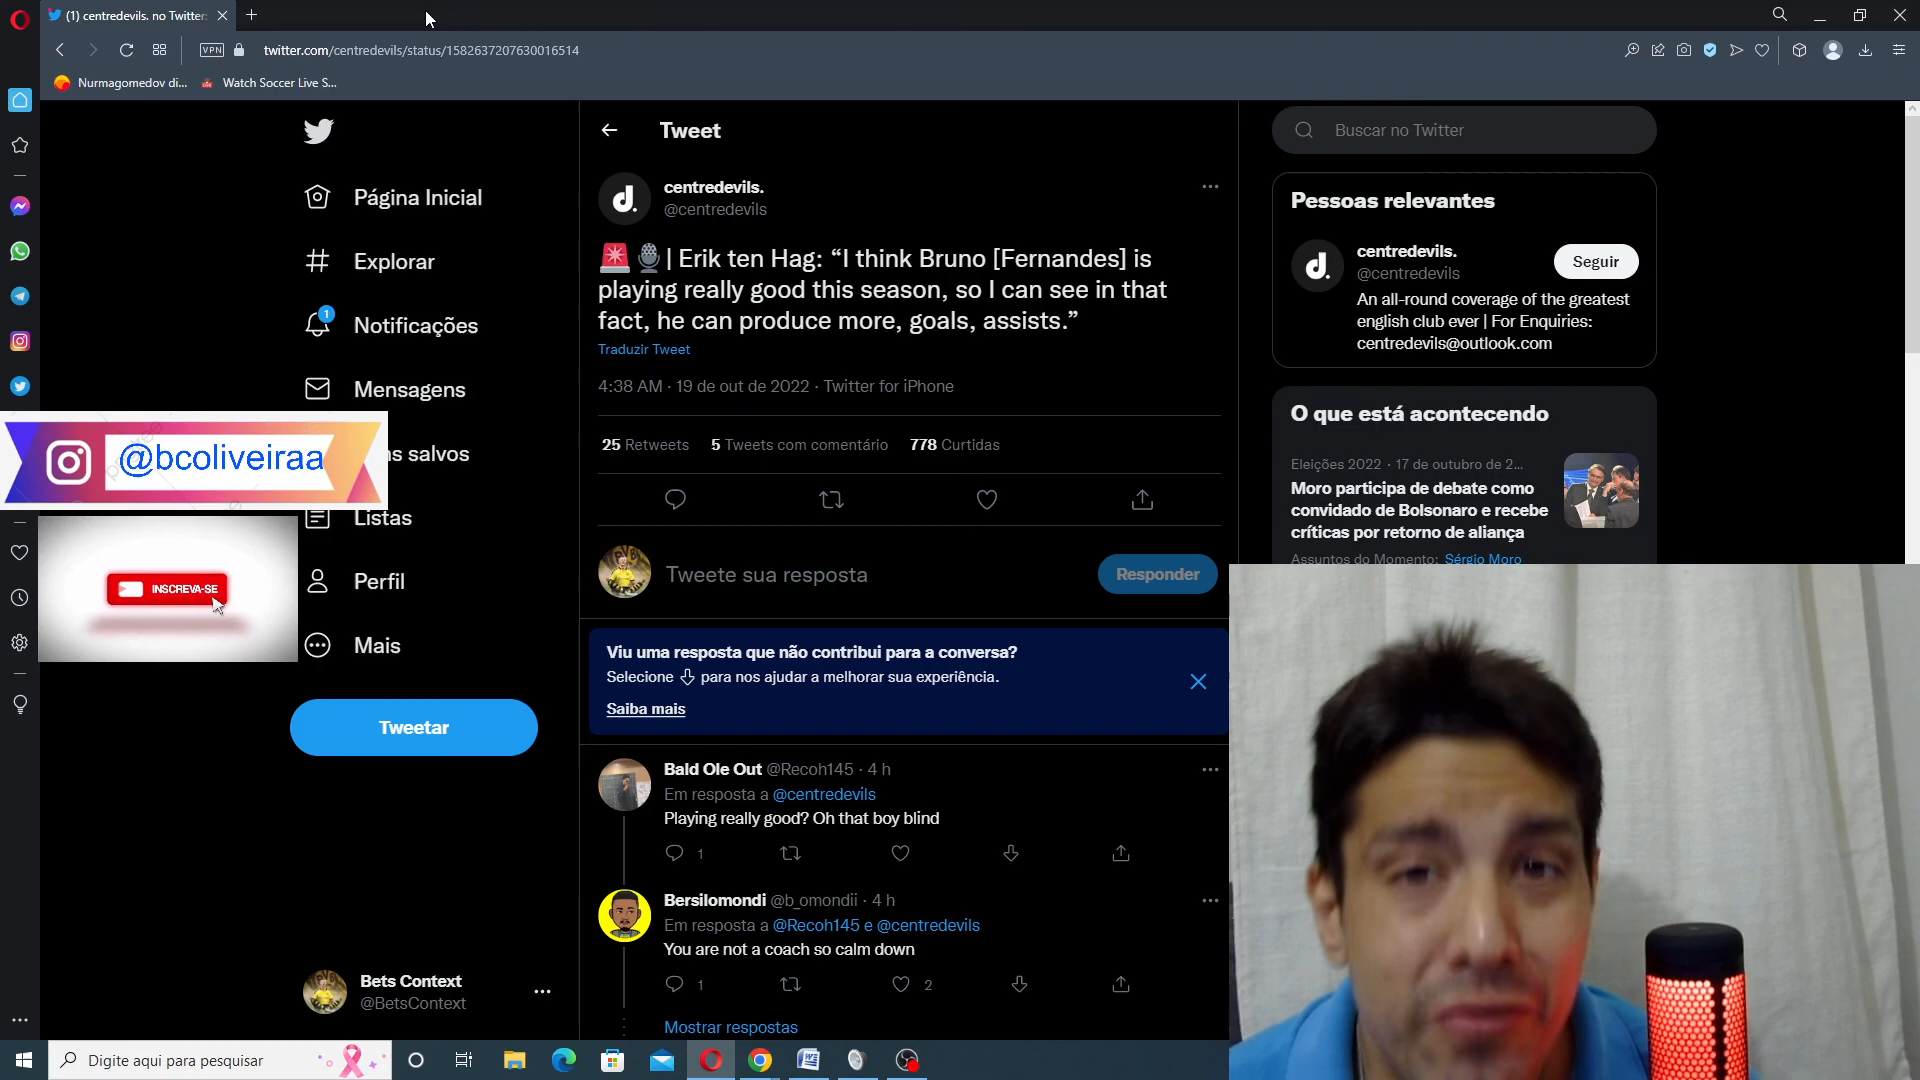 (1) centredevils. no Twitter:
VPN
twitter.com/centredevils/status/1582637207630016514
Nurmagomedov di...
Watch Soccer Live S...
Página Inicial
Explorar
1
Notificações
Mensagens
ns salvos
Listas
Perfil
Mais
Tweetar
@bcoliveiraa
INSCREVA-SE
Bets Context
@BetsContext
Tweet
d.
centredevils.
@centredevils
| Erik ten Hag: “I think Bruno [Fernandes] is
playing really good this season, so I can see in that
fact, he can produce more, goals, assists.”
Traduzir Tweet
4:38 AM · 19 de out de 2022 · Twitter for iPhone
25 Retweets 5 Tweets com comentário 778 Curtidas
Tweete sua resposta
Responder
Viu uma resposta que não contribui para a conversa?
Selecione para nos ajudar a melhorar sua experiência.
Saiba mais
Bald Ole Out @Recoh145 · 4 h
Em resposta a @centredevils
Playing really good? Oh that boy blind
1
Bersilomondi @b_omondii · 4 h
Em resposta a @Recoh145 e @centredevils
You are not a coach so calm down
1 2
Mostrar respostas
Buscar no Twitter
Pessoas relevantes
d.
centredevils.
@centredevils
Seguir
An all-round coverage of the greatest
english club ever | For Enquiries:
centredevils@outlook.com
O que está acontecendo
Eleições 2022 · 17 de outubro de 2...
Moro participa de debate como
convidado de Bolsonaro e recebe
críticas por retorno de aliança
Assuntos do Momento: Sérgio Moro
Digite aqui para pesquisar